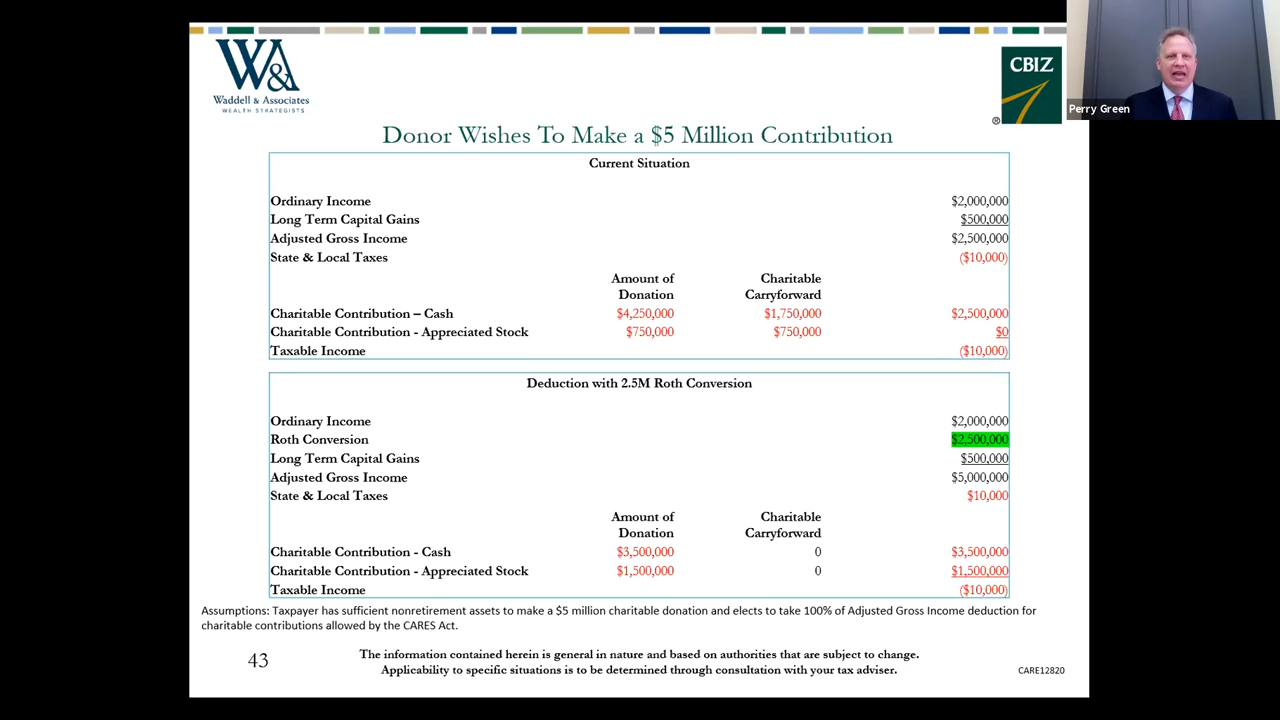 W&
Waddell & Associates
WEALTH STRATEGISTS
CBIZ
®
Perry Green
Donor Wishes To Make a $5 Million Contribution
Current Situation
Ordinary Income $2,000,000
Long Term Capital Gains $500,000
Adjusted Gross Income $2,500,000
State & Local Taxes ($10,000)
Amount of Donation Charitable Carryforward
Charitable Contribution – Cash $4,250,000 $1,750,000 $2,500,000
Charitable Contribution - Appreciated Stock $750,000 $750,000 $0
Taxable Income ($10,000)
Deduction with 2.5M Roth Conversion
Ordinary Income $2,000,000
Roth Conversion $2,500,000
Long Term Capital Gains $500,000
Adjusted Gross Income $5,000,000
State & Local Taxes $10,000
Amount of Donation Charitable Carryforward
Charitable Contribution - Cash $3,500,000 0 $3,500,000
Charitable Contribution - Appreciated Stock $1,500,000 0 $1,500,000
Taxable Income ($10,000)
Assumptions: Taxpayer has sufficient nonretirement assets to make a $5 million charitable donation and elects to take 100% of Adjusted Gross Income deduction for
charitable contributions allowed by the CARES Act.
43
The information contained herein is general in nature and based on authorities that are subject to change.
Applicability to specific situations is to be determined through consultation with your tax adviser.
CARE12820